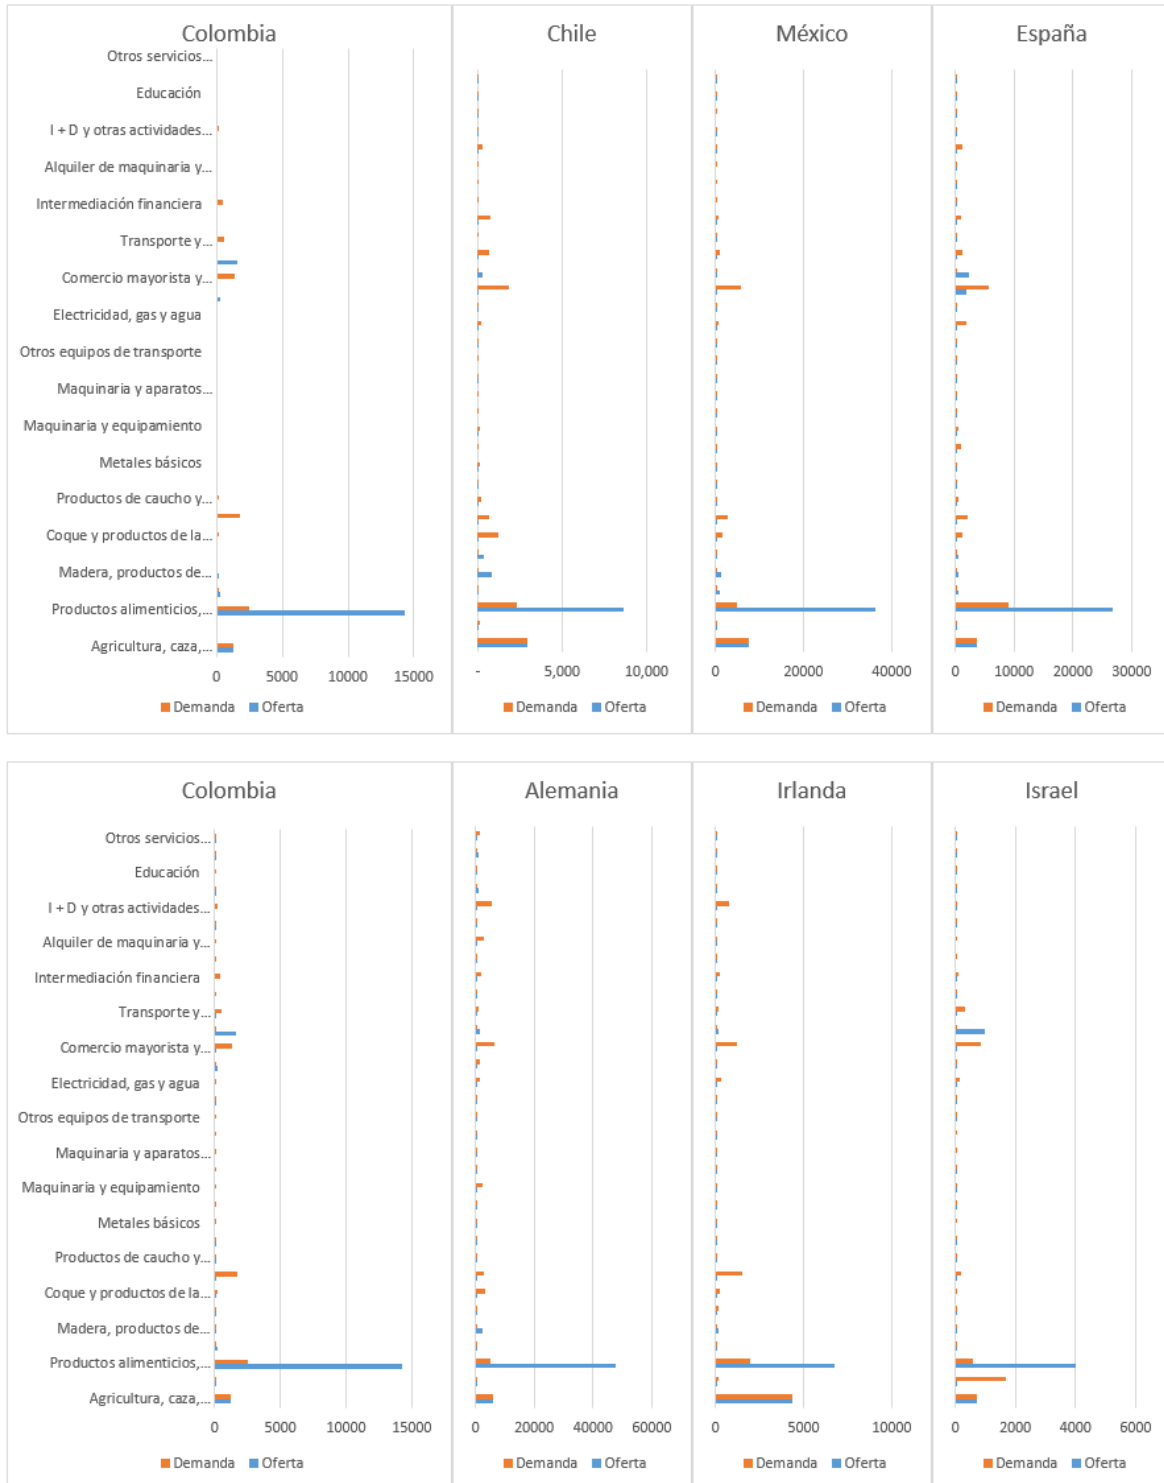 Colombia
Chile
México
España
Otros servicios...
Educación
I + D y otras actividades...
Alquiler de maquinaria y...
Intermediación financiera
Transporte y...
Comercio mayorista y...
Electricidad, gas y agua
Otros equipos de transporte
Maquinaria y aparatos...
Maquinaria y equipamiento
Metales básicos
Productos de caucho y...
Coque y productos de la...
Madera, productos de...
Productos alimenticios,...
Agricultura, caza,...
0 5000 10000 15000
- 5,000 10,000
0 20000 40000
0 10000 20000 30000
Demanda Oferta
Demanda Oferta
Demanda Oferta
Demanda Oferta
Colombia
Alemania
Irlanda
Israel
Otros servicios...
Educación
I + D y otras actividades...
Alquiler de maquinaria y...
Intermediación financiera
Transporte y...
Comercio mayorista y...
Electricidad, gas y agua
Otros equipos de transporte
Maquinaria y aparatos...
Maquinaria y equipamiento
Metales básicos
Productos de caucho y...
Coque y productos de la...
Madera, productos de...
Productos alimenticios,...
Agricultura, caza,...
0 5000 10000 15000
0 20000 40000 60000
0 5000 10000
0 2000 4000 6000
Demanda Oferta
Demanda Oferta
Demanda Oferta
Demanda Oferta